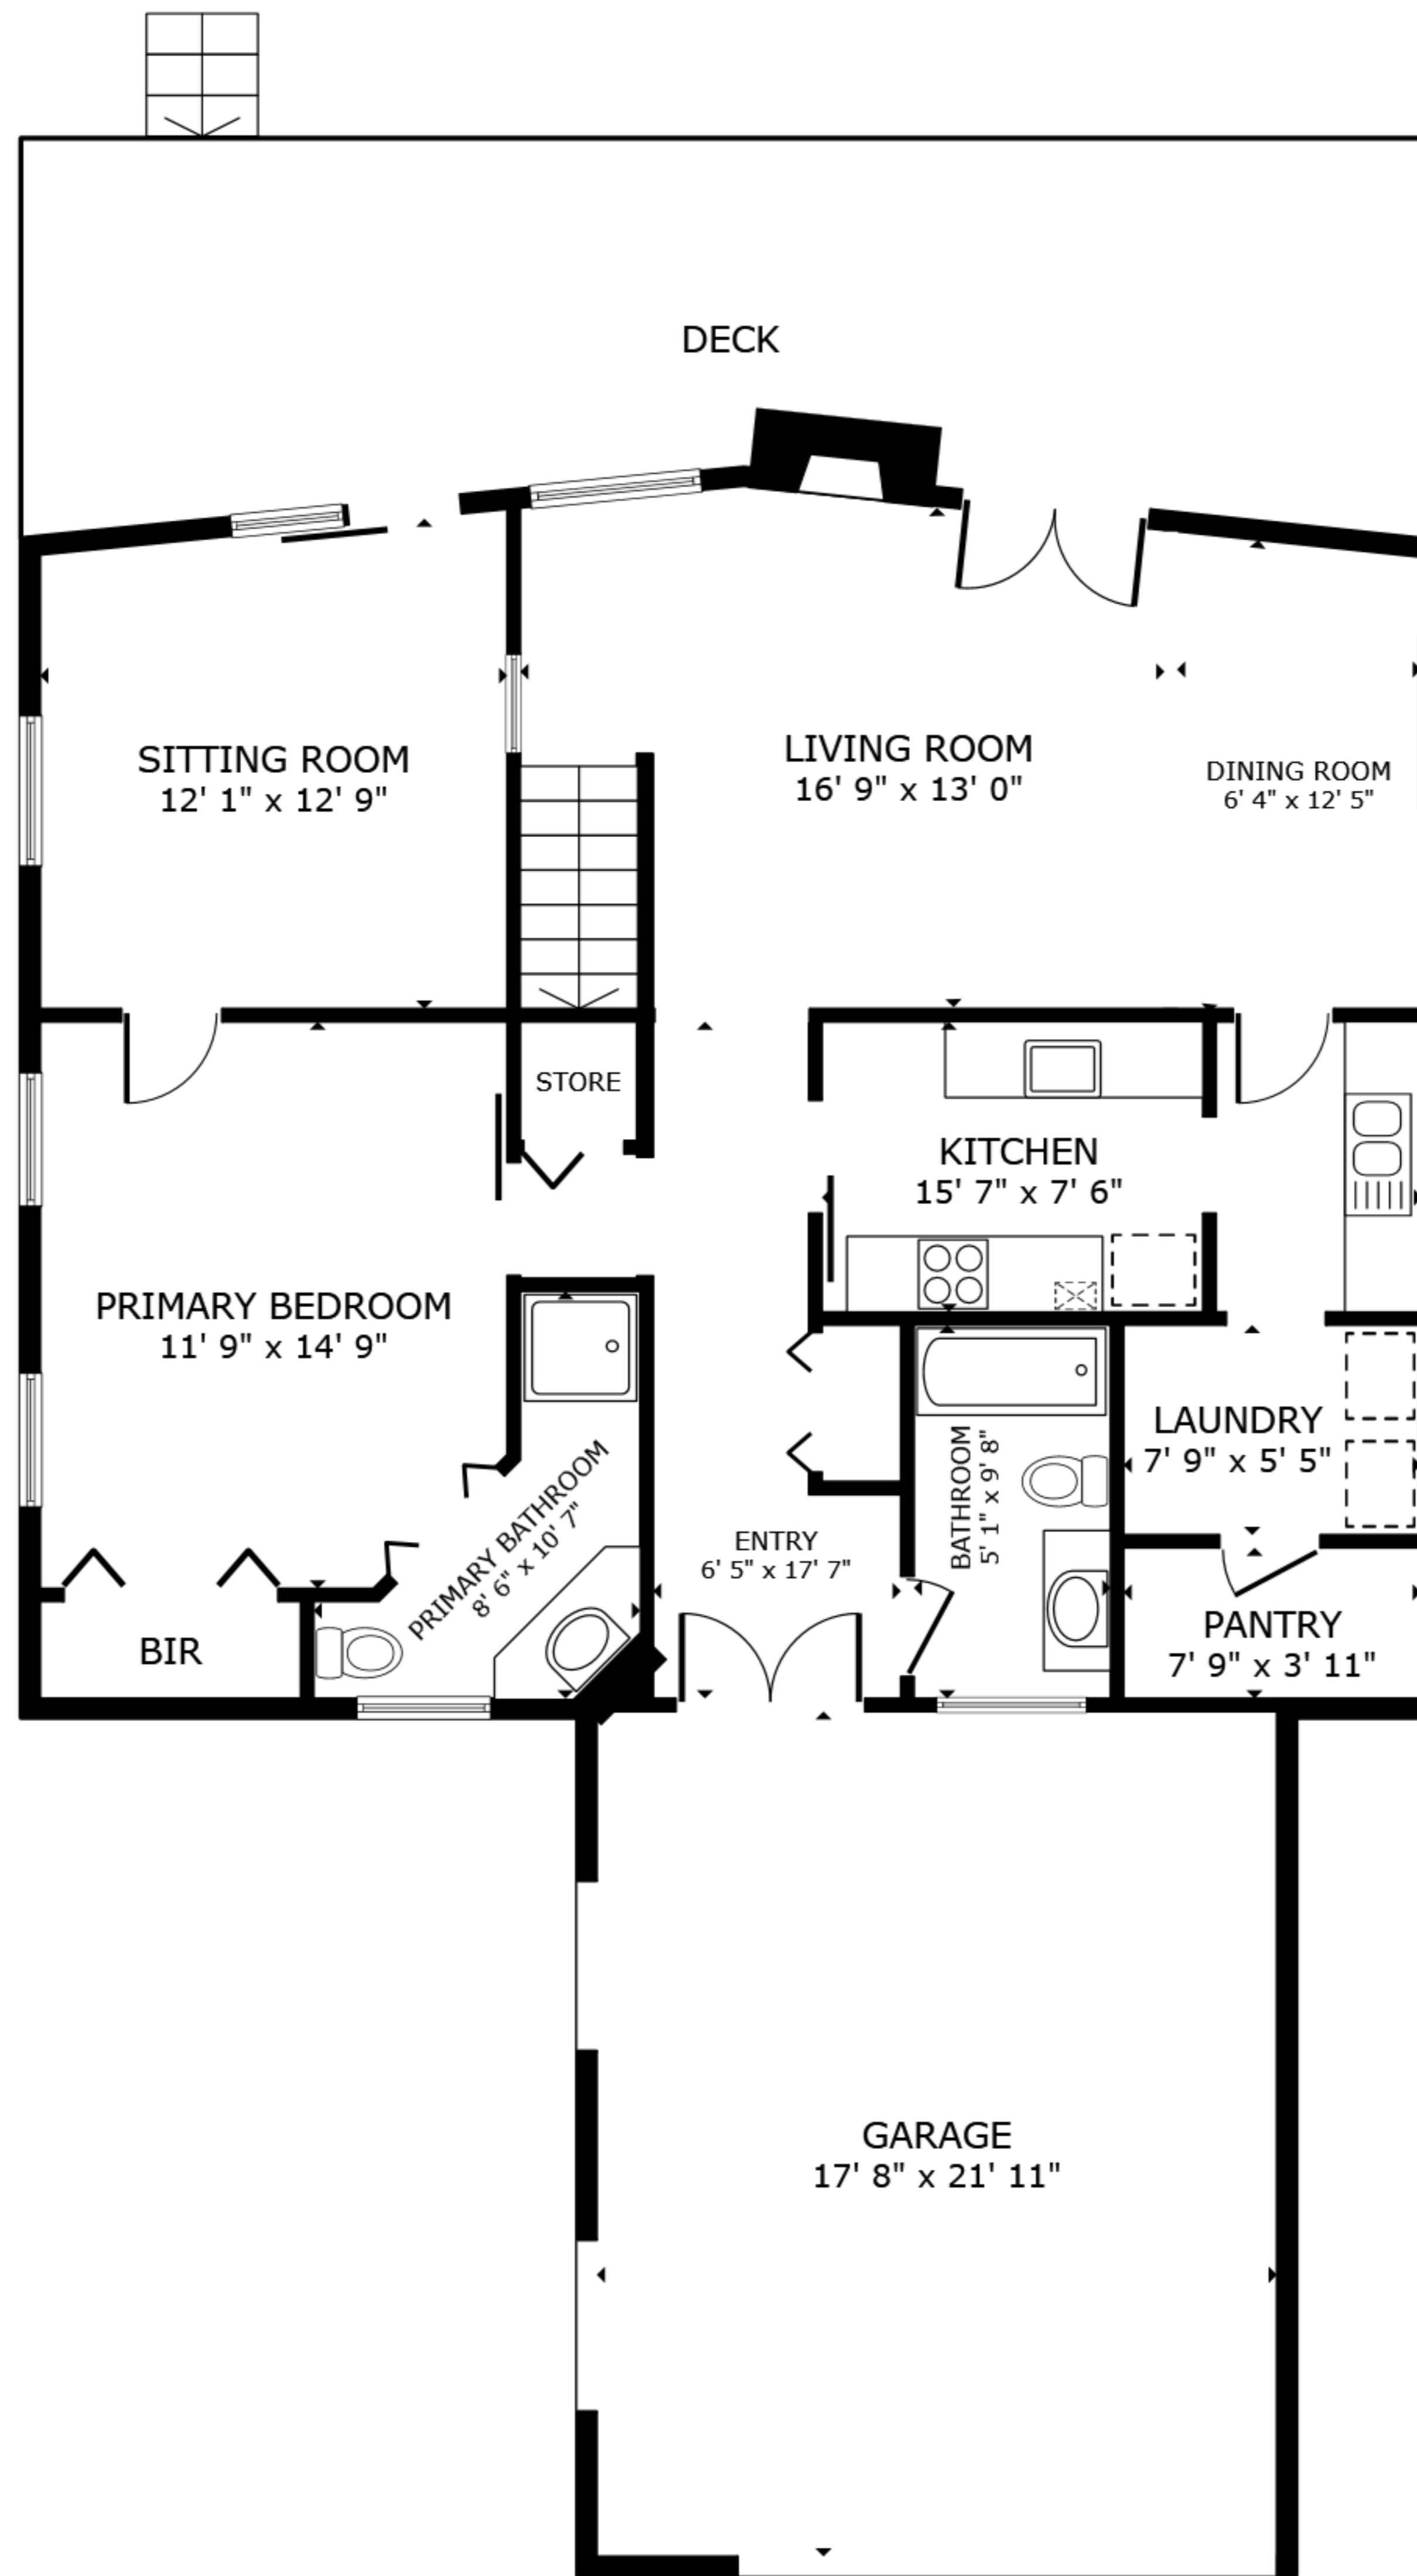 DECK
SITTING ROOM
12' 1" x 12' 9"
LIVING ROOM
16' 9" x 13' 0"
DINING ROOM
6' 4" x 12' 5"
STORE
KITCHEN
15' 7" x 7' 6"
PRIMARY BEDROOM
11' 9" x 14' 9"
PRIMARY BATHROOM
8' 6" x 10' 7"
ENTRY
6' 5" x 17' 7"
BATHROOM
5' 1" x 9' 8"
LAUNDRY
7' 9" x 5' 5"
BIR
PANTRY
7' 9" x 3' 11"
GARAGE
17' 8" x 21' 11"